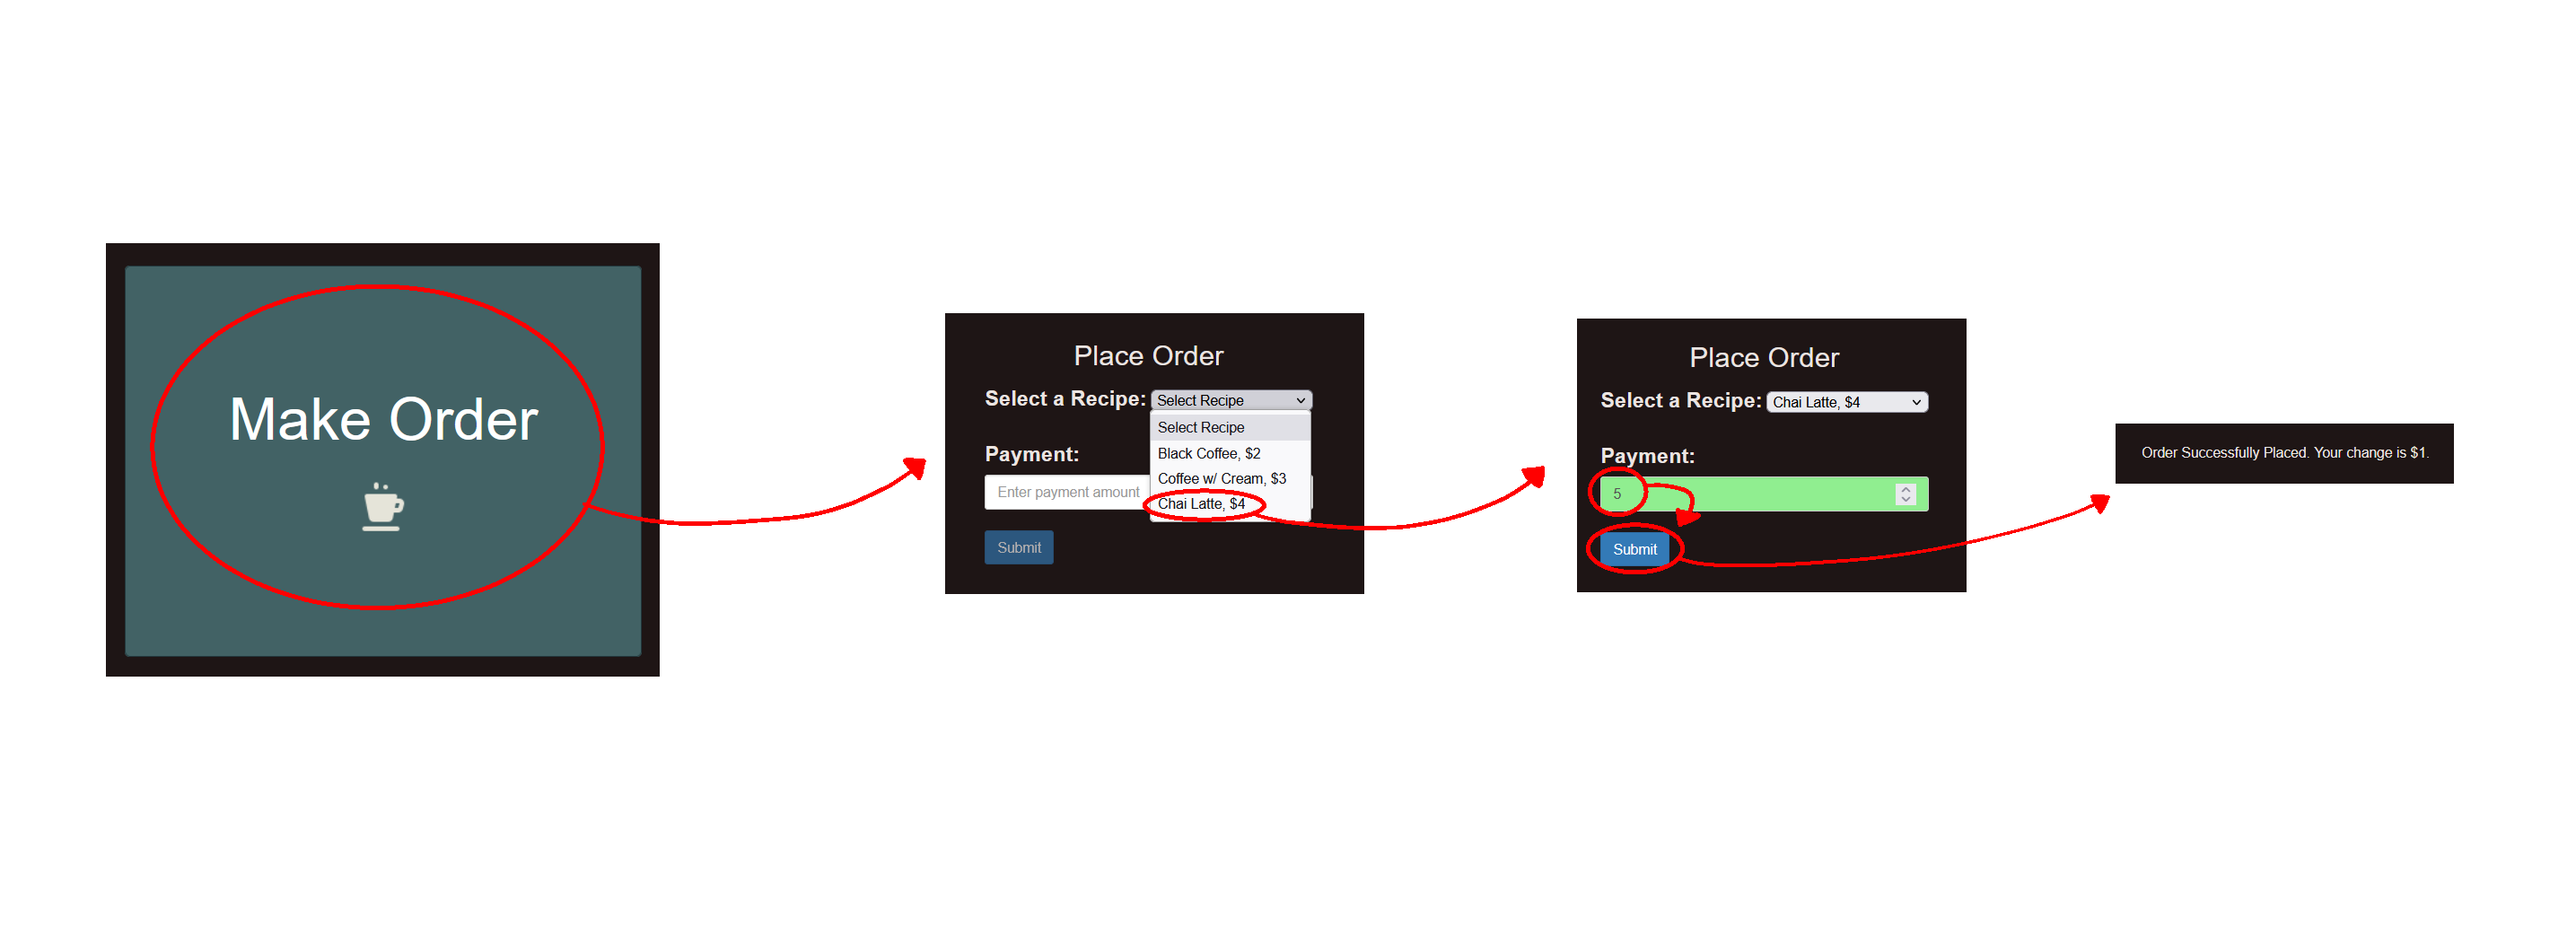 Make Order
Place Order
Select a Recipe: Select Recipe
Select Recipe
Black Coffee, $2
Coffee w/ Cream, $3
Chai Latte, $4
Payment:
Enter payment amount
Submit
Place Order
Select a Recipe: Chai Latte, $4
Payment:
5
Submit
Order Successfully Placed. Your change is $1.